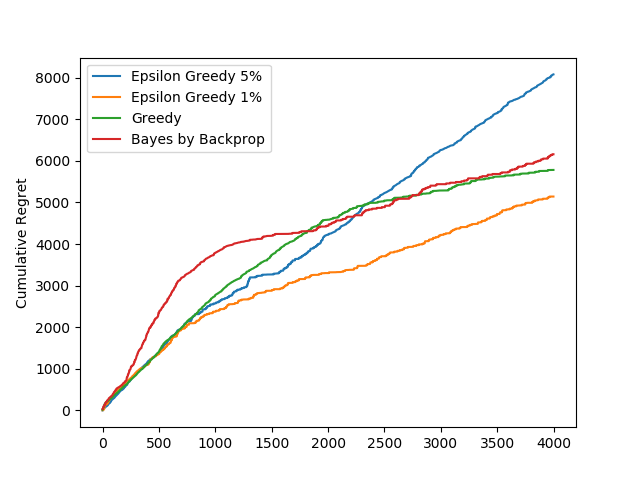 Epsilon Greedy 5%
Epsilon Greedy 1%
Greedy
Bayes by Backprop
Cumulative Regret
8000
7000
6000
5000
4000
3000
2000
1000
0
0 500 1000 1500 2000 2500 3000 3500 4000